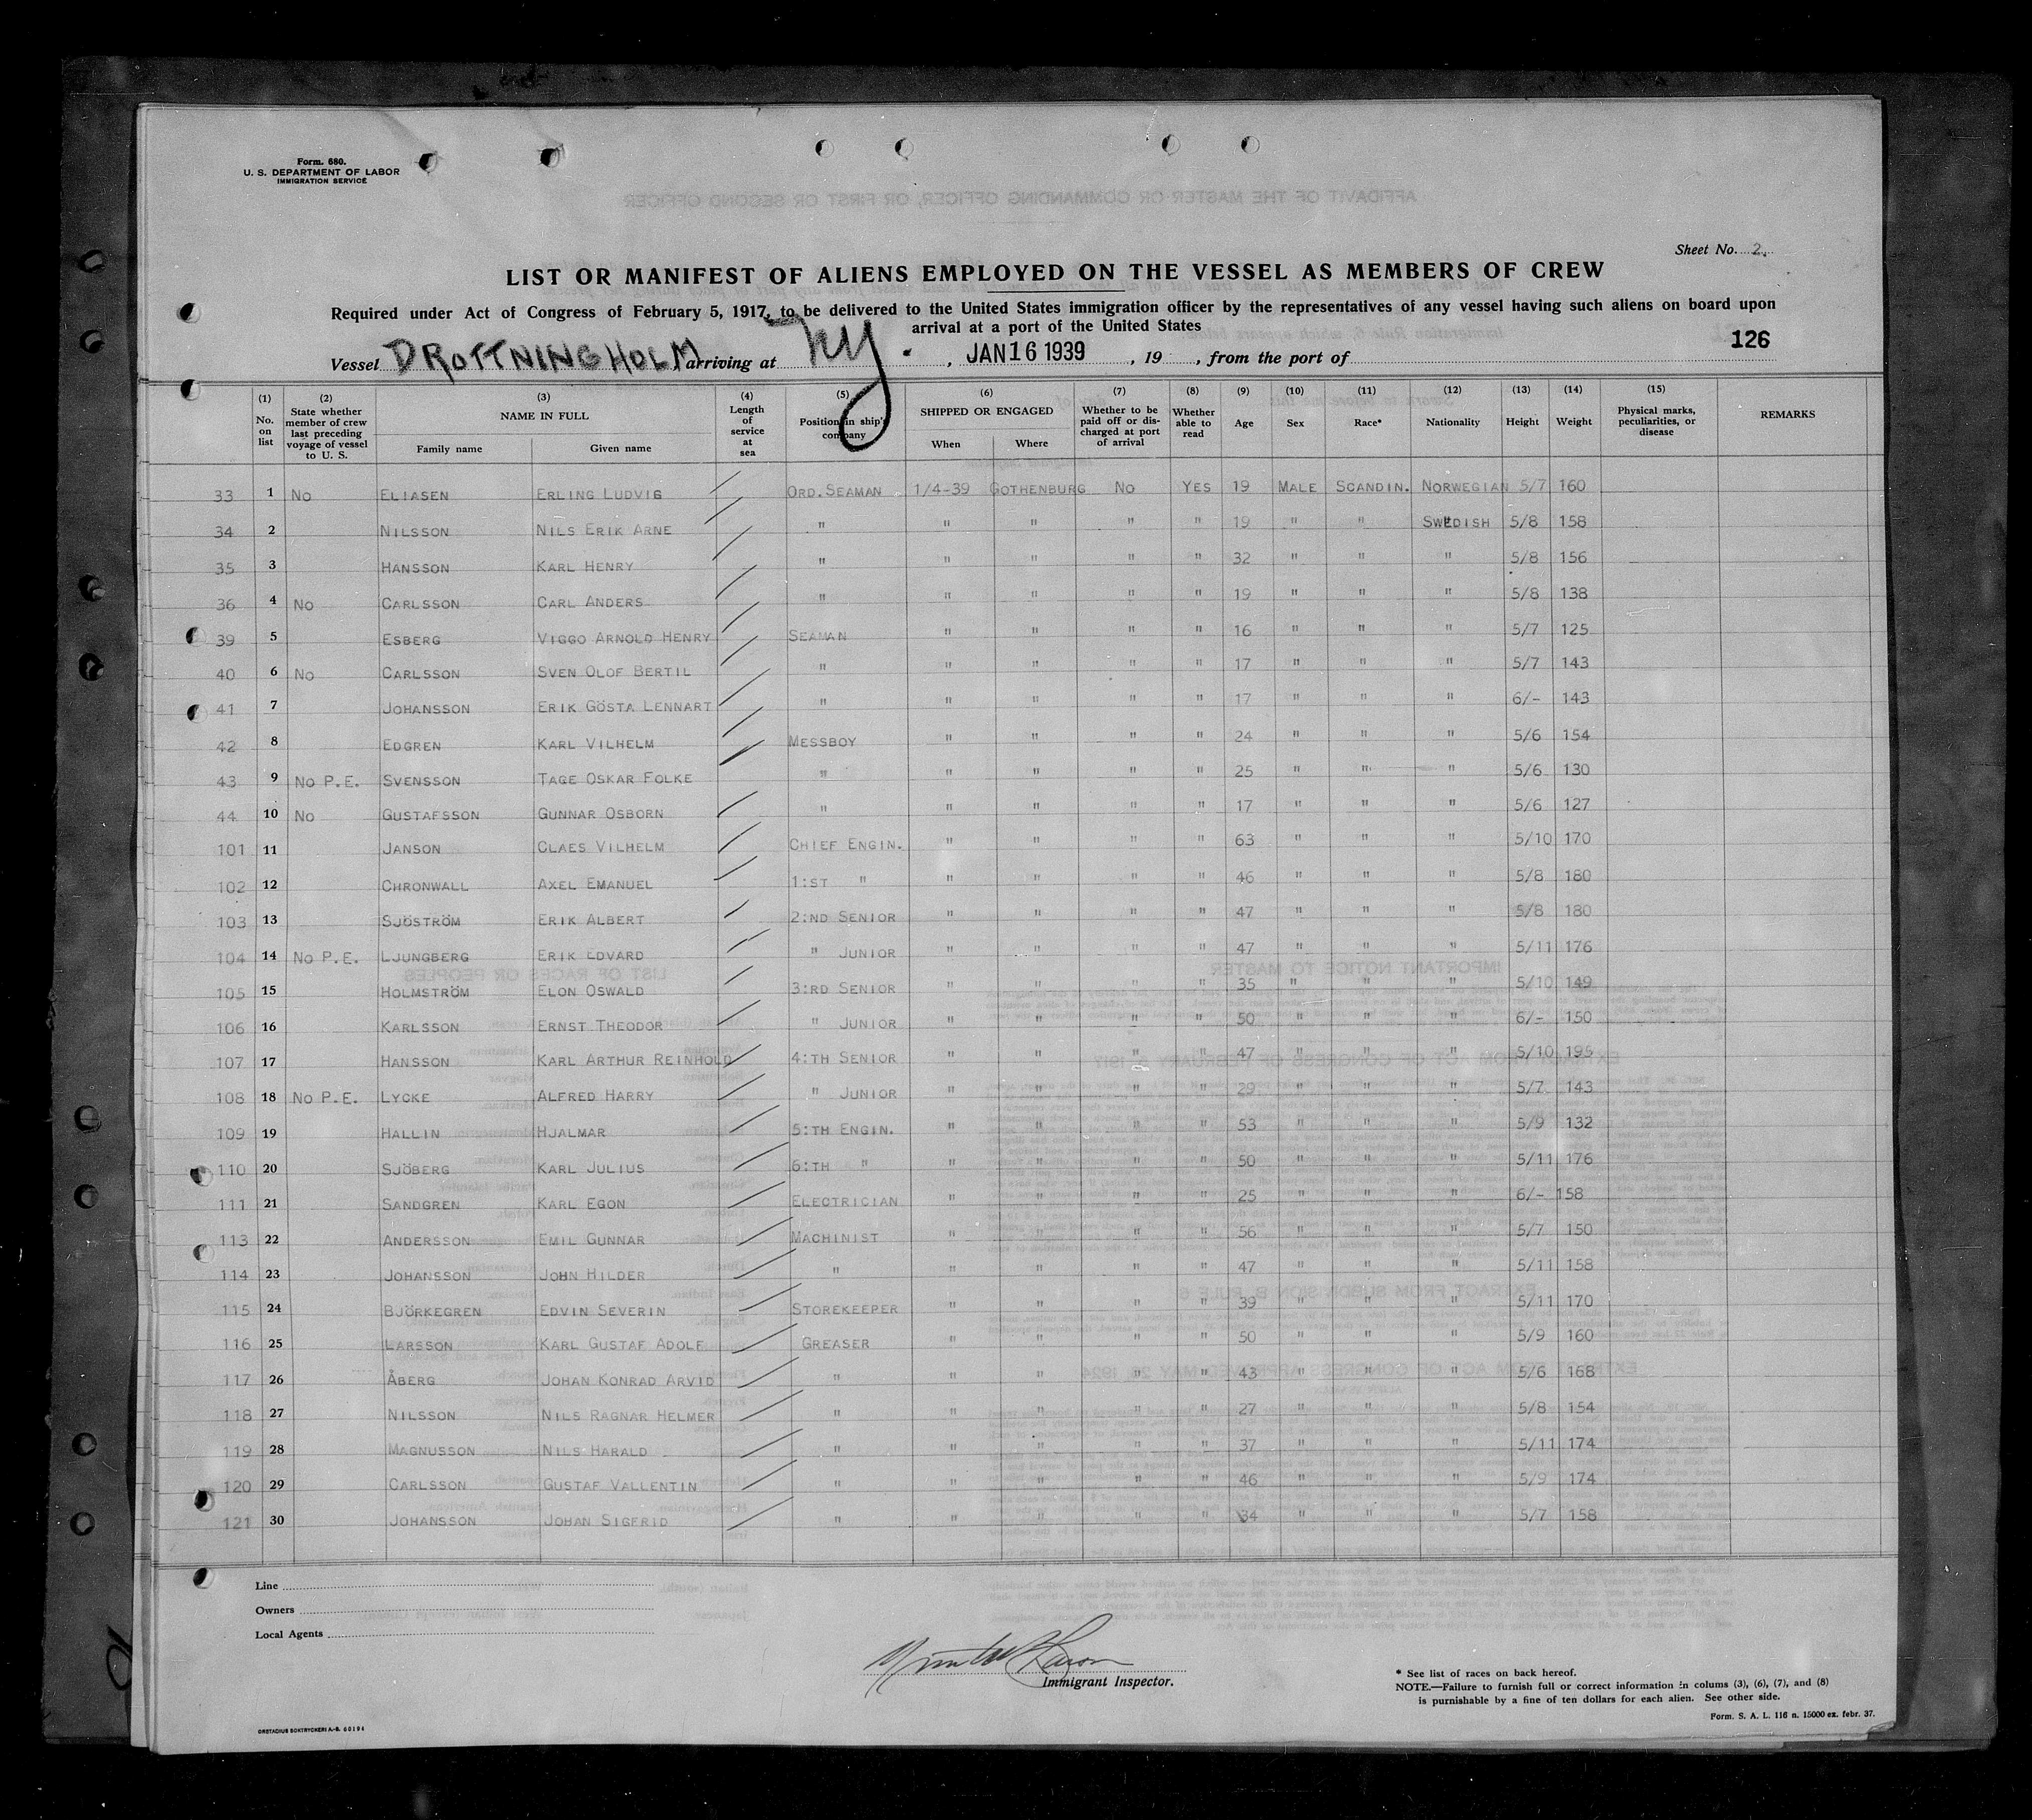 Form. 680.
U. S. DEPARTMENT OF LABOR
IMMIGRATION SERVICE
Sheet No. 2.
LIST OR MANIFEST OF ALIENS EMPLOYED ON THE VESSEL AS MEMBERS OF CREW
Required under Act of Congress of February 5, 1917, to be delivered to the United States immigration officer by the representatives of any vessel having such aliens on board upon
arrival at a port of the United States
126
Vessel DROTTNINGHOLM arriving at NY. , JAN 16 1939 , 19 , from the port of
(1) No. on list (2) State whether member of crew last preceding voyage of vessel to U. S. (3) NAME IN FULL Family name Given name (4) Length of service at sea (5) Position in ship's company (6) SHIPPED OR ENGAGED When Where (7) Whether to be paid off or discharged at port of arrival (8) Whether able to read (9) Age (10) Sex (11) Race* (12) Nationality (13) Height (14) Weight (15) Physical marks, peculiarities, or disease REMARKS
33 1 NO ELIASEN ERLING LUDVIG ORD. SEAMAN 1/4-39 GOTHENBURG NO YES 19 MALE SCANDIN. NORWEGIAN 5/7 160
34 2 NILSSON NILS ERIK ARNE " " " " " 19 " " SWEDISH 5/8 158
35 3 HANSSON KARL HENRY " " " " " 32 " " " 5/8 156
36 4 NO CARLSSON CARL ANDERS " " " " " 19 " " " 5/8 138
39 5 ESBERG VIGGO ARNOLD HENRY SEAMAN " " " " 16 " " " 5/7 125
40 6 NO CARLSSON SVEN OLOF BERTIL " " " " " 17 " " " 5/7 143
41 7 JOHANSSON ERIK GÖSTA LENNART " " " " " 17 " " " 6/- 143
42 8 EDGREN KARL VILHELM MESSBOY " " " " 24 " " " 5/6 154
43 9 NO P.E. SVENSSON TAGE OSKAR FOLKE " " " " " 25 " " " 5/6 130
44 10 NO GUSTAFSSON GUNNAR OSBORN " " " " " 17 " " " 5/6 127
101 11 JANSON CLAES VILHELM CHIEF ENGIN. " " " " 63 " " " 5/10 170
102 12 CHRONWALL AXEL EMANUEL 1:ST " " " " " 46 " " " 5/8 180
103 13 SJÖSTRÖM ERIK ALBERT 2:ND SENIOR " " " " 47 " " " 5/8 180
104 14 NO P.E. LJUNGBERG ERIK EDVARD " JUNIOR " " " " 47 " " " 5/11 176
105 15 HOLMSTRÖM ELON OSWALD 3:RD SENIOR " " " " 35 " " " 5/10 149
106 16 KARLSSON ERNST THEODOR " JUNIOR " " " " 50 " " " 6/- 150
107 17 HANSSON KARL ARTHUR REINHOLD 4:TH SENIOR " " " " 47 " " " 5/10 195
108 18 NO P.E. LYCKE ALFRED HARRY " JUNIOR " " " " 29 " " " 5/7 143
109 19 HALLIN HJALMAR 5:TH ENGIN. " " " " 53 " " " 5/9 132
110 20 SJÖBERG KARL JULIUS 6:TH " " " " " 50 " " " 5/11 176
111 21 SANDGREN KARL EGON ELECTRICIAN " " " " 25 " " " 6/- 158
113 22 ANDERSSON EMIL GUNNAR MACHINIST " " " " 56 " " " 5/7 150
114 23 JOHANSSON JOHN HILDER " " " " " 47 " " " 5/11 158
115 24 BJÖRKEGREN EDVIN SEVERIN STOREKEEPER " " " " 39 " " " 5/11 170
116 25 LARSSON KARL GUSTAF ADOLF GREASER " " " " 50 " " " 5/9 160
117 26 ÅBERG JOHAN KONRAD ARVID " " " " " 43 " " " 5/6 168
118 27 NILSSON NILS RAGNAR HELMER " " " " " 27 " " " 5/8 154
119 28 MAGNUSSON NILS HARALD " " " " " 37 " " " 5/11 174
120 29 CARLSSON GUSTAF VALLENTIN " " " " " 46 " " " 5/9 174
121 30 JOHANSSON JOHAN SIGFRID " " " " " 34 " " " 5/7 158
Line
Owners
Local Agents
Immigrant Inspector.
* See list of races on back hereof.
NOTE.—Failure to furnish full or correct information in colums (3), (6), (7), and (8)
is punishable by a fine of ten dollars for each alien. See other side.
Form. S. A. L. 116 n. 15000 ex. febr. 37.
ORSTADIUS BOKTRYCKERI A.-B. 60194